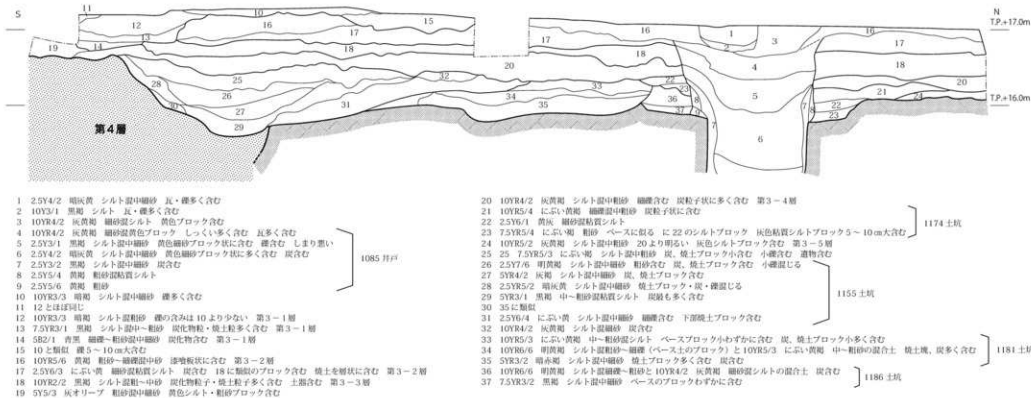 S
N
T.P.+17.0m
T.P.+16.0m
第4層
1 2.5Y4/2 暗灰黄 シルト混中細砂 瓦・礫多く含む
2 10Y3/1 黒褐 シルト 瓦・礫多く含む
3 10YR4/2 灰黄褐 細砂混シルト 黄色ブロック含む
4 10YR4/2 灰黄褐 細砂混黄色ブロック しっくい多く含む 瓦多く含む
5 2.5Y3/1 黒褐 シルト混中細砂 黄色細砂ブロック状に含む 礫含む しまり悪い
6 2.5Y4/2 暗灰黄 シルト混中細砂 黄色細砂ブロック状に多く含む 炭含む
7 2.5Y3/2 黒褐 シルト混中細砂 炭含む
8 2.5Y5/4 黄褐 粗砂混粘質シルト
9 2.5Y5/6 黄褐 粗砂
1085 井戸
10 10YR3/3 暗褐 シルト混中細砂 礫多く含む
11 12とほぼ同じ
12 10YR3/3 暗褐 シルト混粗砂 礫の含みは10より少ない 第3-1層
13 7.5YR3/1 黒褐 シルト混中~粗砂 炭化物粒・焼土粒多く含む 第3-1層
14 5B2/1 青黒 細礫~粗砂混中細砂 炭化物含む 第3-1層
15 10と類似 礫5~10㎝大含む
16 10YR5/6 黄褐 粗砂~細礫混中砂 漆喰板状に含む 第3-2層
17 2.5Y6/3 にぶい黄 細砂混粘質シルト 炭含む 18に類似のブロック含む 焼土を層状に含む 第3-2層
18 10YR2/2 黒褐 シルト混粗~中砂 炭化物粒子・焼土粒子多く含む 土器含む 第3-3層
19 5Y5/3 灰オリーブ 粗砂混中細砂 黄色シルト・粗砂ブロック含む
20 10YR4/2 灰黄褐 シルト混中粗砂 細礫含む 炭粒子状に多く含む 第3-4層
21 10YR5/4 にぶい黄褐 細礫混中粗砂 炭粒子状に含む
22 2.5Y6/1 黄灰 細砂混粘質シルト
23 7.5YR5/4 にぶい褐 粗砂 ベースに似る に22のシルトブロック 灰色粘質シルトブロック5~10㎝大含む
1174 土坑
24 10YR5/2 灰黄褐 シルト混中砂 20より明るい 灰色シルトブロック含む 第3-5層
25 25 7.5YR5/3 にぶい褐 シルト混中粗砂 炭、焼土ブロック小含む 小礫含む 遺物含む
26 2.5Y7/6 明黄褐 シルト混中細砂 粗砂含む 炭、焼土ブロック含む 小礫混じる
27 5YR4/2 灰褐 シルト混中細砂 炭、焼土ブロック含む
28 2.5YR5/2 暗灰黄 シルト混中細砂 焼土ブロック・炭・礫混じる
29 5YR3/1 黒褐 中~粗砂混粘質シルト 炭最も多く含む
30 35に類似
31 2.5Y6/4 にぶい黄 シルト混中細砂 細礫含む 下部焼土ブロック含む
1155 土坑
32 10YR4/2 灰黄褐 シルト混細砂 炭含む
33 10YR5/3 にぶい黄褐 中~粗砂混シルト ベースブロック小わずかに含む 炭、焼土ブロック小多く含む
34 10YR6/6 明黄褐 シルト混粗砂~細礫(ベース土のブロック)と10YR5/3 にぶい黄褐 中~粗砂の混合土 焼土塊、炭多く含む
35 5YR3/2 暗赤褐 シルト混中細砂 焼土ブロック多く含む 炭含む
1181 土坑
36 10YR6/6 明黄褐 シルト混細礫~粗砂と10YR4/2 灰黄褐 細砂混シルトの混合土 炭含む
37 7.5YR3/2 黒褐 シルト混中細砂 ベースのブロックわずかに含む
1186 土坑